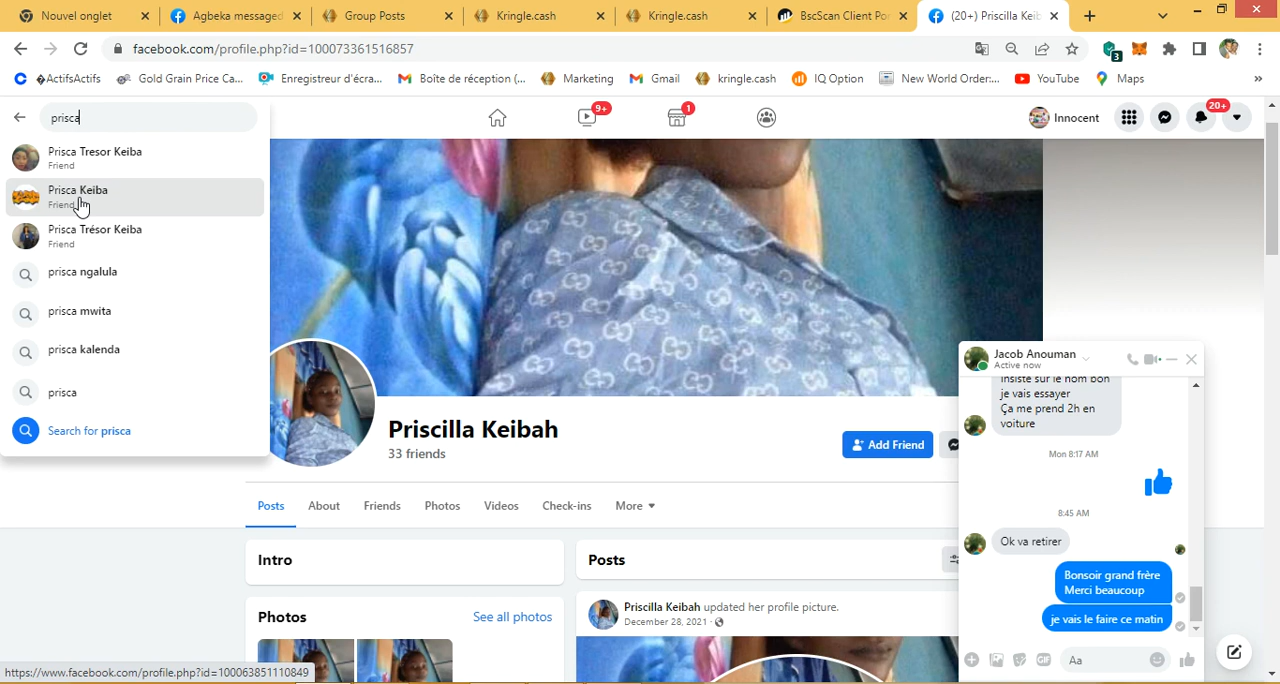 Nouvel onglet
Agbeka messaged
Group Posts
Kringle.cash
Kringle.cash
BscScan Client Por
(20+) Priscilla Keib
facebook.com/profile.php?id=100073361516857
3
�ActifsActifs
Gold Grain Price Ca...
Enregistreur d'écra...
Boîte de réception (...
Marketing
Gmail
kringle.cash
IQ Option
New World Order:...
YouTube
Maps
»
prisca
9+
1
Innocent
20+
Prisca Tresor Keiba
Friend
Prisca Keiba
Friend
Prisca Trésor Keiba
Friend
prisca ngalula
prisca mwita
prisca kalenda
prisca
Search for prisca
Priscilla Keibah
33 friends
Add Friend
Posts
About
Friends
Photos
Videos
Check-ins
More
Intro
Photos
See all photos
Posts
Priscilla Keibah updated her profile picture.
December 28, 2021 ·
Jacob Anouman
Active now
Insiste sur le nom bon
je vais essayer
Ça me prend 2h en
voiture
Mon 8:17 AM
8:45 AM
Ok va retirer
Bonsoir grand frère
Merci beaucoup
je vais le faire ce matin
GIF
Aa
https://www.facebook.com/profile.php?id=100063851110849